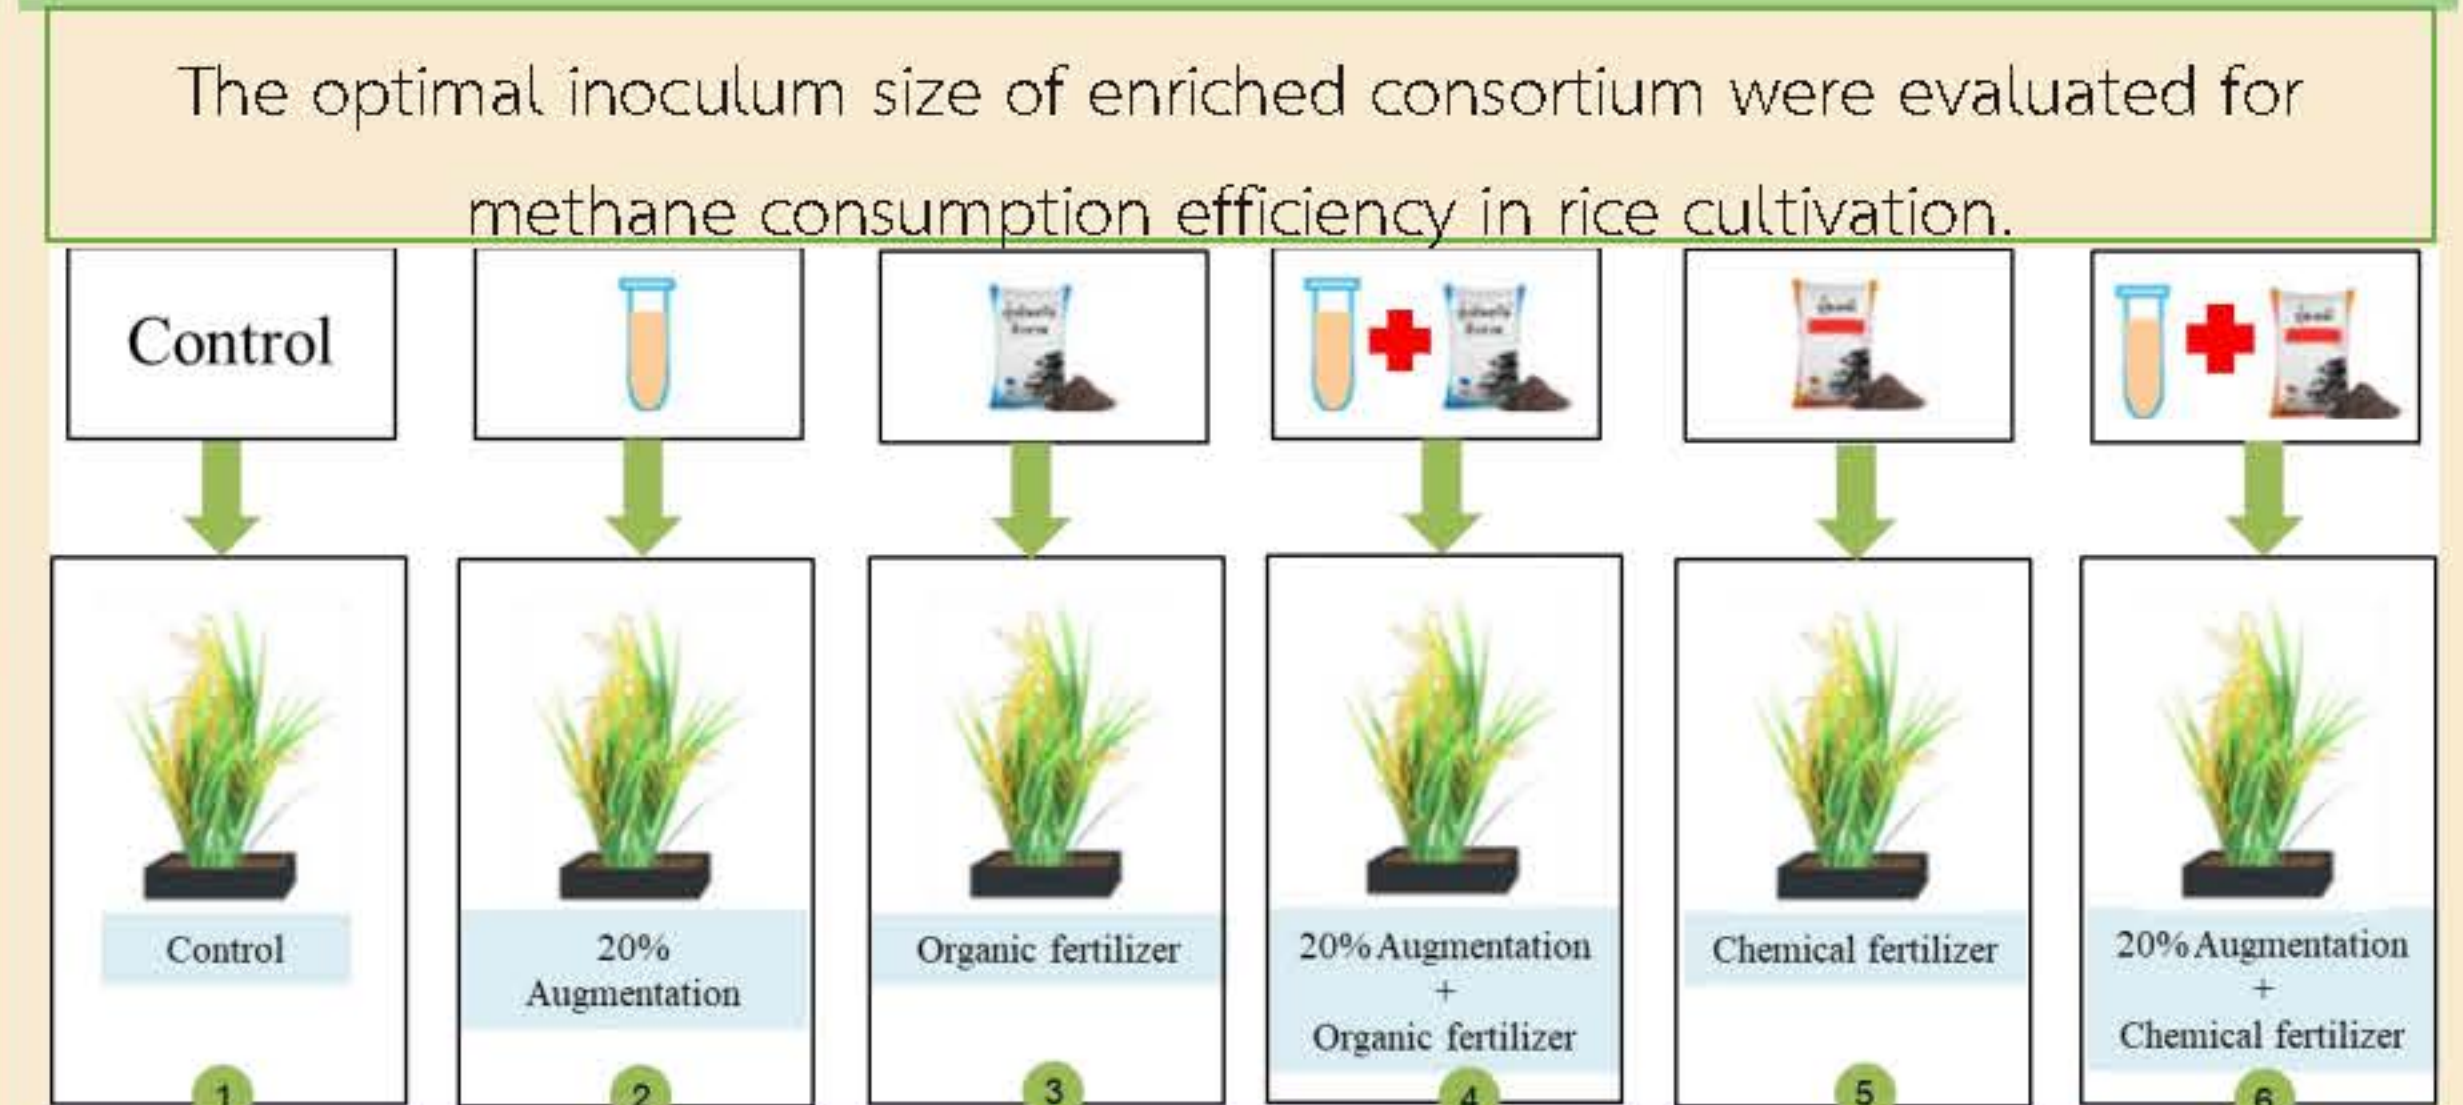 The optimal inoculum size of enriched consortium were evaluated for
methane consumption efficiency in rice cultivation.
Control
Control
20%
Augmentation
Organic fertilizer
20% Augmentation
+
Organic fertilizer
Chemical fertilizer
20% Augmentation
+
Chemical fertilizer
1
2
3
4
5
6